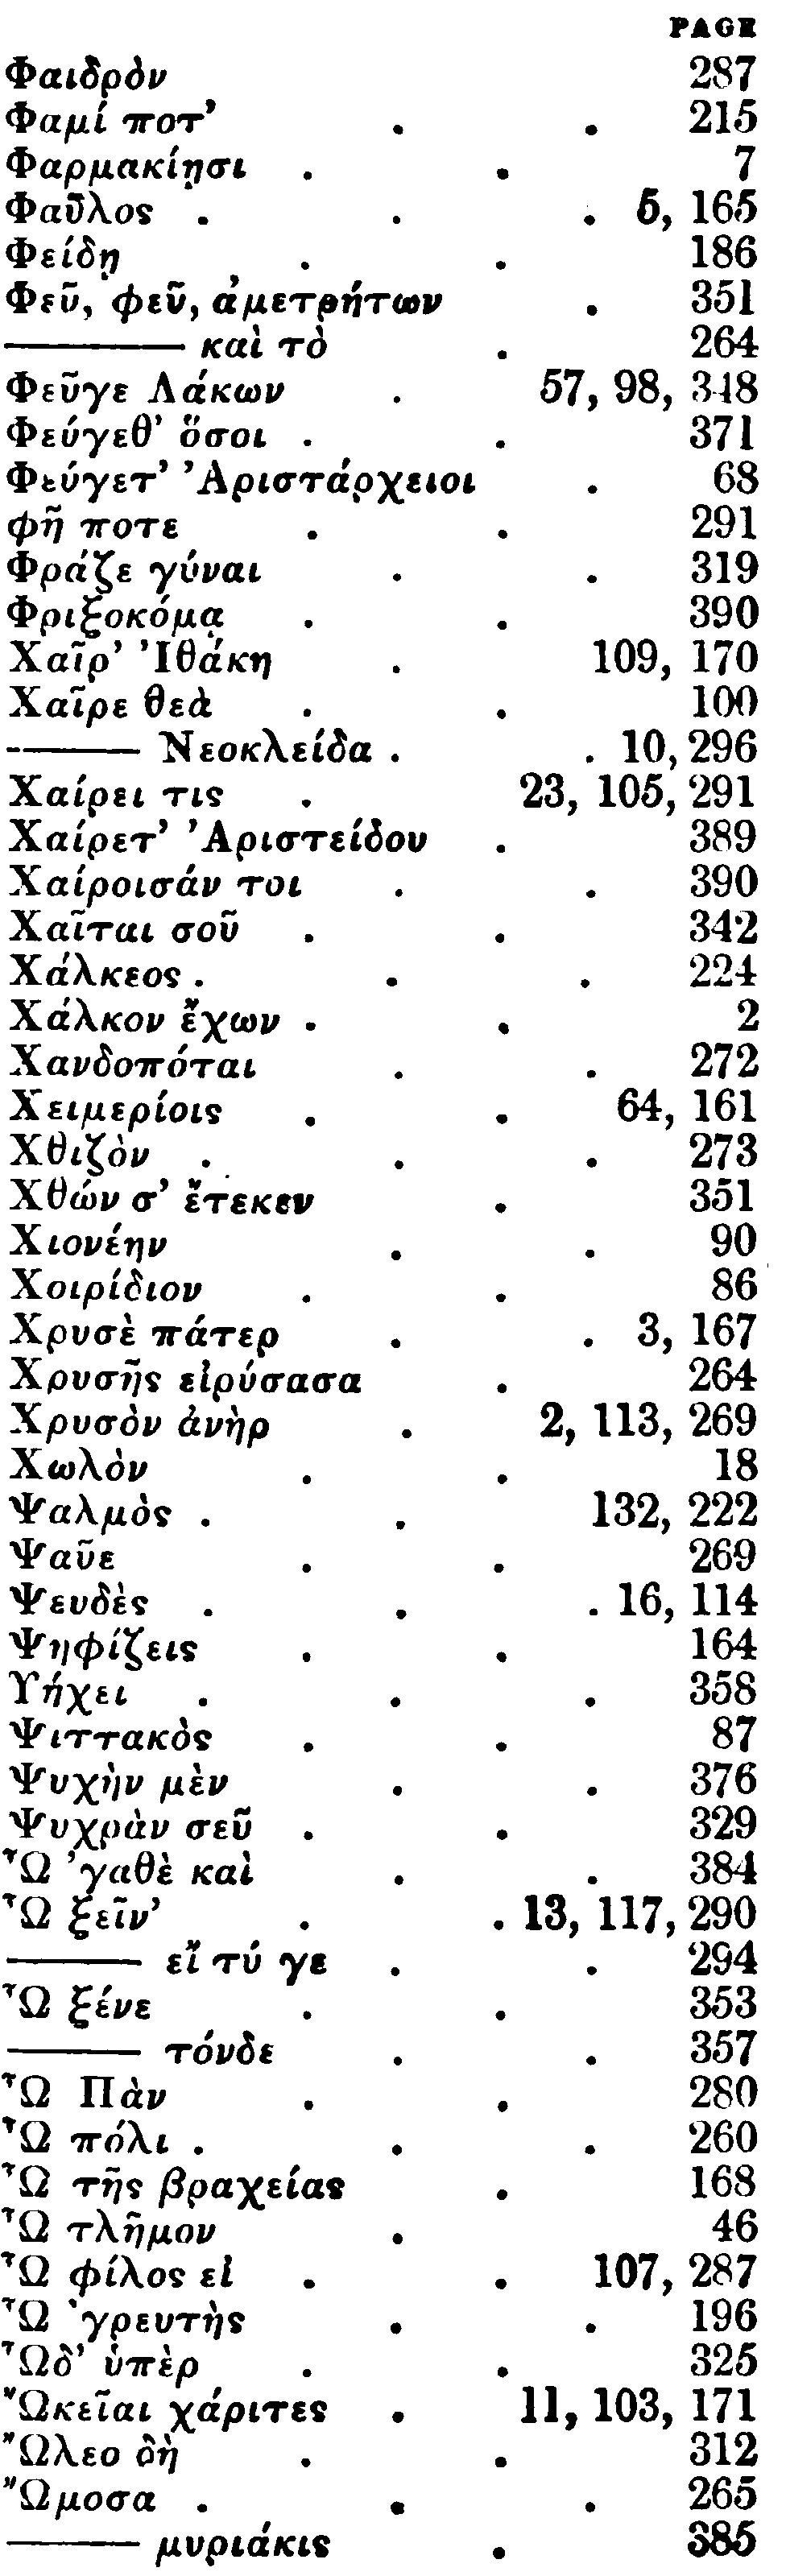 PAGE
Φαιδρὸν 287
Φαμί ποτ' . . 215
Φαρμακίῃσι . . 7
Φαῦλος . . . 5, 165
Φείδῃ . . 186
Φεῦ, φεῦ, ἀμετρήτων . 351
——— καὶ τὸ . 264
Φεῦγε Λάκων . 57, 98, 348
Φεύγεθ' ὅσοι . . 371
Φεύγετ' Ἀριστάρχειοι . 68
φῆ ποτε . . 291
Φράζε γύναι . . 319
Φριξοκόμᾳ . . 390
Χαῖρ' Ἰθάκη . 109, 170
Χαῖρε θεὰ . . 100
——— Νεοκλείδα . . 10, 296
Χαίρει τις . 23, 105, 291
Χαίρετ' Ἀριστείδου . 389
Χαίροισάν τοι . . 390
Χαῖται σοῦ . . 342
Χάλκεος . . . 224
Χάλκον ἔχων . . 2
Χανδοπόται . . 272
Χειμερίοις . . 64, 161
Χθιζὸν . . . 273
Χθών σ' ἔτεκεν . 351
Χιονέην . . 90
Χοιρίδιον . . 86
Χρυσὲ πάτερ . . 3, 167
Χρυσῆς εἰρύσασα . 264
Χρυσὸν ἀνὴρ . 2, 113, 269
Χωλὸν . . 18
Ψαλμὸς . . 132, 222
Ψαῦε . . 269
Ψευδὲς . . . 16, 114
Ψηφίζεις . . 164
Υήχει . . . 358
Ψιττακὸς . . 87
Ψυχὴν μὲν . . 376
Ψυχρὰν σεῦ . . 329
Ὦ 'γαθὲ καὶ . . 384
Ὦ ξεῖν' . . 13, 117, 290
——— εἴ τύ γε . . 294
Ὦ ξένε . . 353
——— τόνδε . . 357
Ὦ Πὰν . . 280
Ὦ πόλι . . . 260
Ὦ τῆς βραχείας . 168
Ὦ τλῆμον . 46
Ὦ φίλος εἰ . . 107, 287
Ὦ 'γρευτὴς . . 196
Ὦδ' ὑπὲρ . . 325
Ὤκεῖαι χάριτες . 11, 103, 171
Ὤλεο δὴ . . 312
Ὤμοσα . . . 265
——— μυριάκις . 385